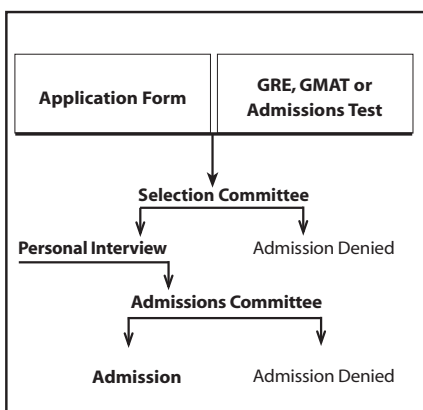 Application Form
GRE, GMAT or
Admissions Test
Selection Committee
Personal Interview
Admission Denied
Admissions Committee
Admission
Admission Denied